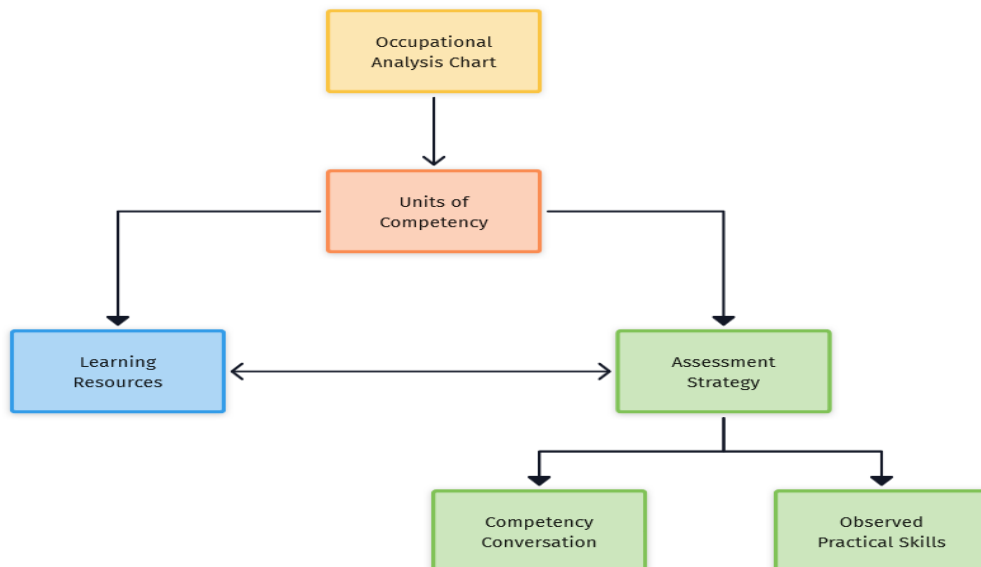 Occupational
Analysis Chart
Units of
Competency
Learning
Resources
Assessment
Strategy
Competency
Conversation
Observed
Practical Skills